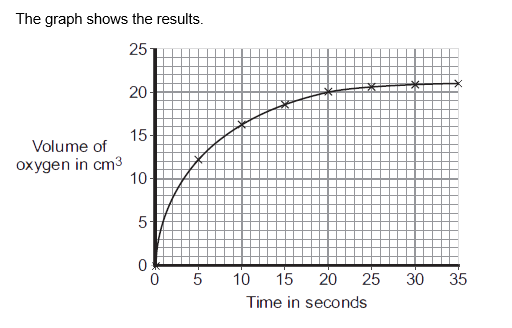 The graph shows the results.
25
20
15
10
5
0
Volume of
oxygen in cm3
0 5 10 15 20 25 30 35
Time in seconds